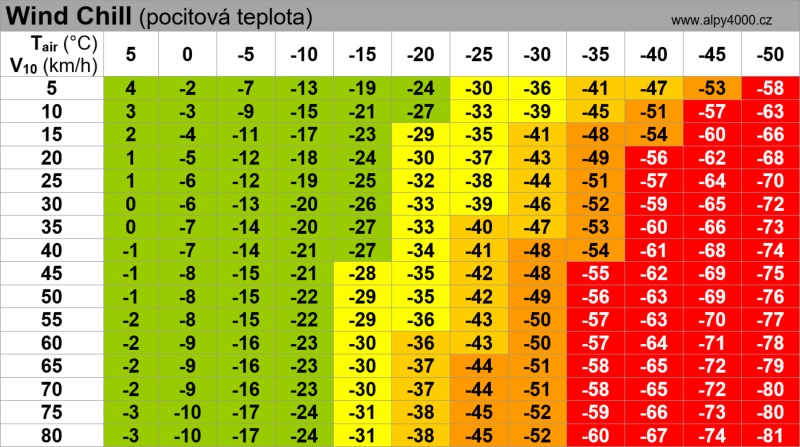 Wind Chill (pocitová teplota) www.alpy4000.cz
Tair (°C) 5 0 -5 -10 -15 -20 -25 -30 -35 -40 -45 -50
V10 (km/h)
5 4 -2 -7 -13 -19 -24 -30 -36 -41 -47 -53 -58
10 3 -3 -9 -15 -21 -27 -33 -39 -45 -51 -57 -63
15 2 -4 -11 -17 -23 -29 -35 -41 -48 -54 -60 -66
20 1 -5 -12 -18 -24 -30 -37 -43 -49 -56 -62 -68
25 1 -6 -12 -19 -25 -32 -38 -44 -51 -57 -64 -70
30 0 -6 -13 -20 -26 -33 -39 -46 -52 -59 -65 -72
35 0 -7 -14 -20 -27 -33 -40 -47 -53 -60 -66 -73
40 -1 -7 -14 -21 -27 -34 -41 -48 -54 -61 -68 -74
45 -1 -8 -15 -21 -28 -35 -42 -48 -55 -62 -69 -75
50 -1 -8 -15 -22 -29 -35 -42 -49 -56 -63 -69 -76
55 -2 -8 -15 -22 -29 -36 -43 -50 -57 -63 -70 -77
60 -2 -9 -16 -23 -30 -36 -43 -50 -57 -64 -71 -78
65 -2 -9 -16 -23 -30 -37 -44 -51 -58 -65 -72 -79
70 -2 -9 -16 -23 -30 -37 -44 -51 -58 -65 -72 -80
75 -3 -10 -17 -24 -31 -38 -45 -52 -59 -66 -73 -80
80 -3 -10 -17 -24 -31 -38 -45 -52 -60 -67 -74 -81